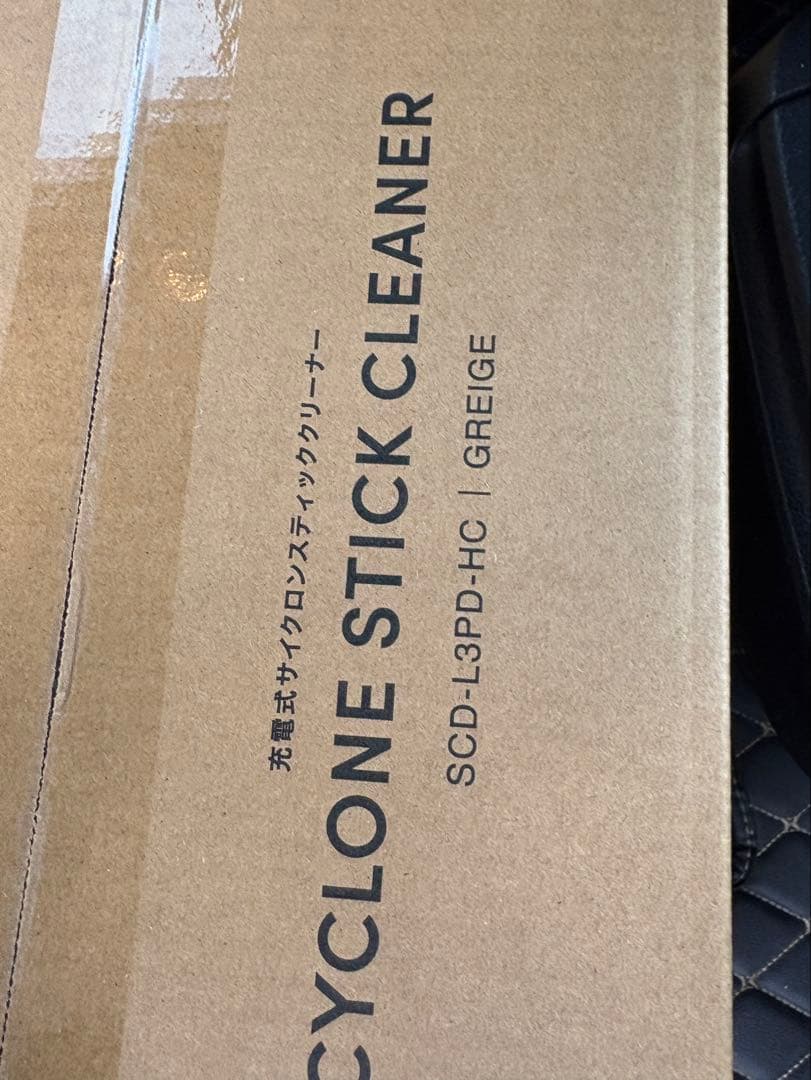 充電式サイクロンスティッククリーナー
CYCLONE STICK CLEANER
SCD-L3PD-HC | GREIGE